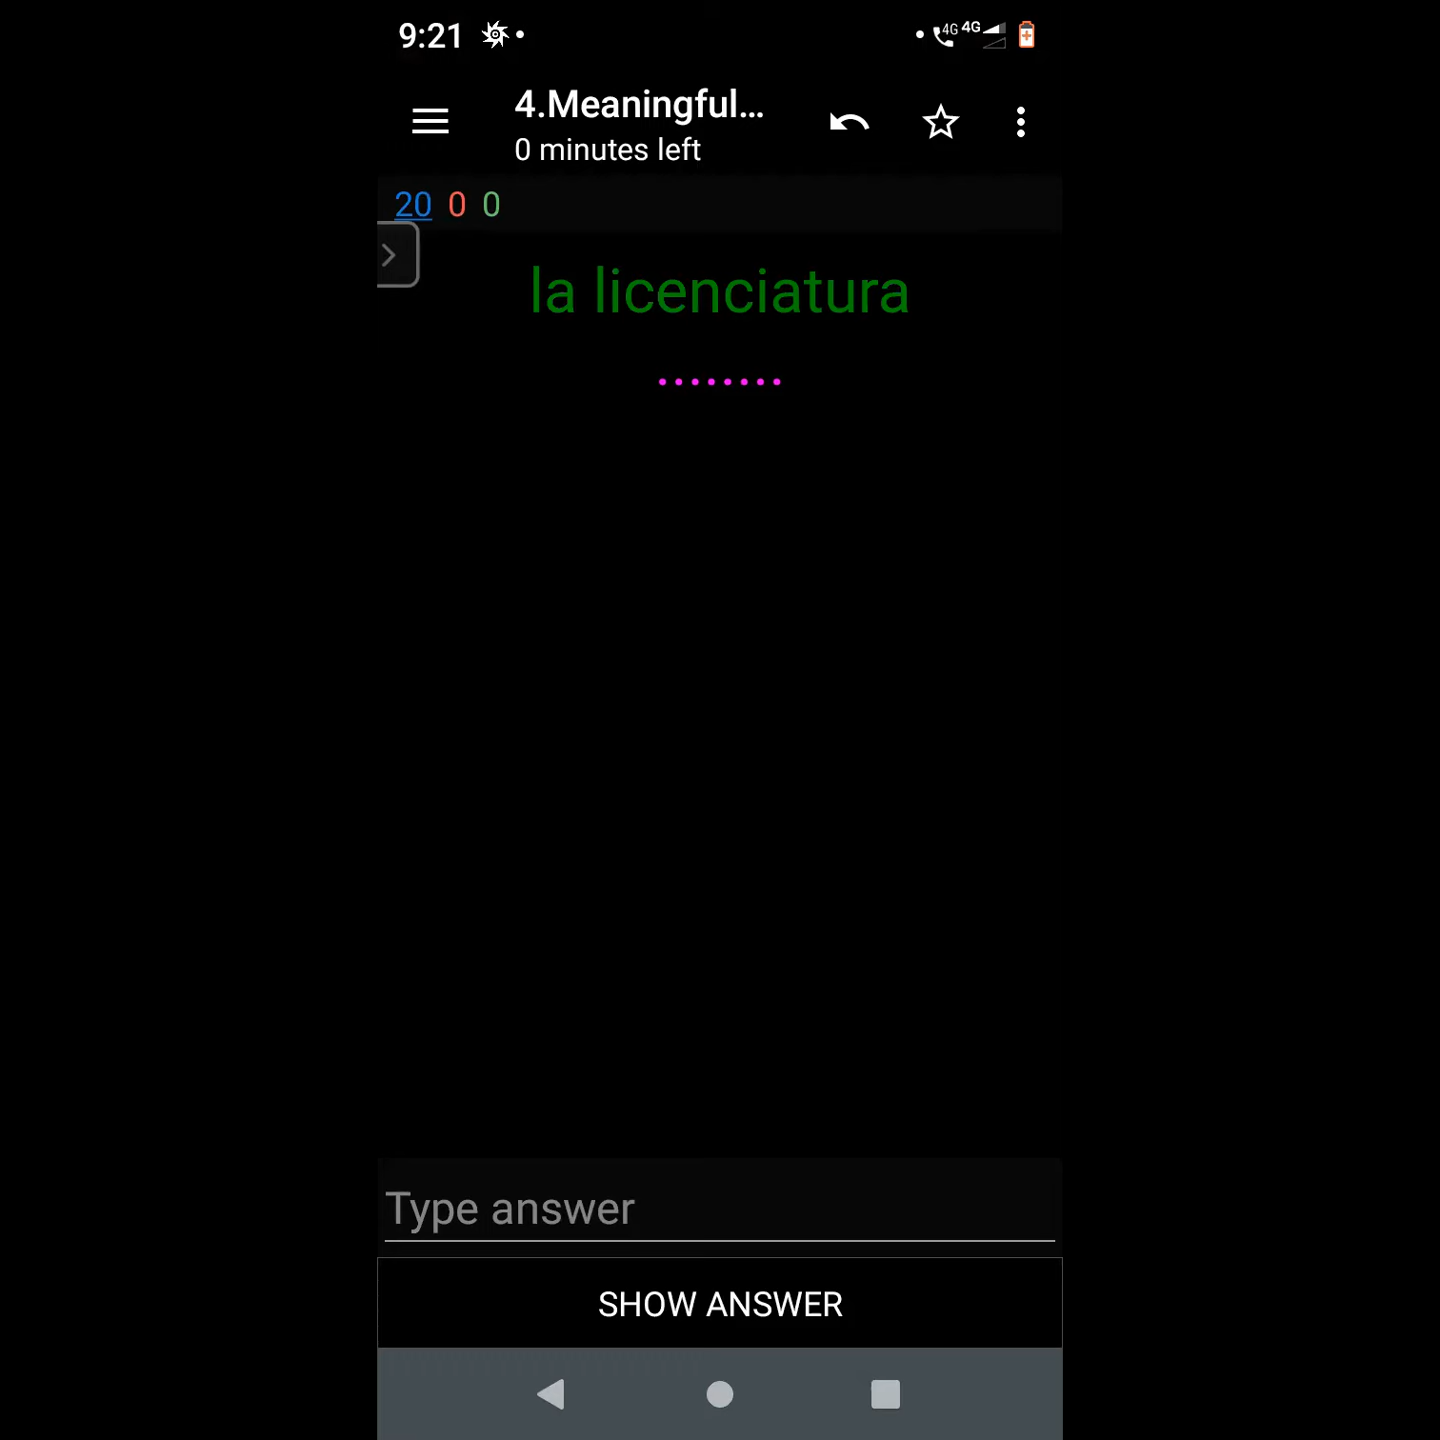 9:21
4G 4G
4.Meaningful...
0 minutes left
20 0 0
la licenciatura
........
Type answer
SHOW ANSWER